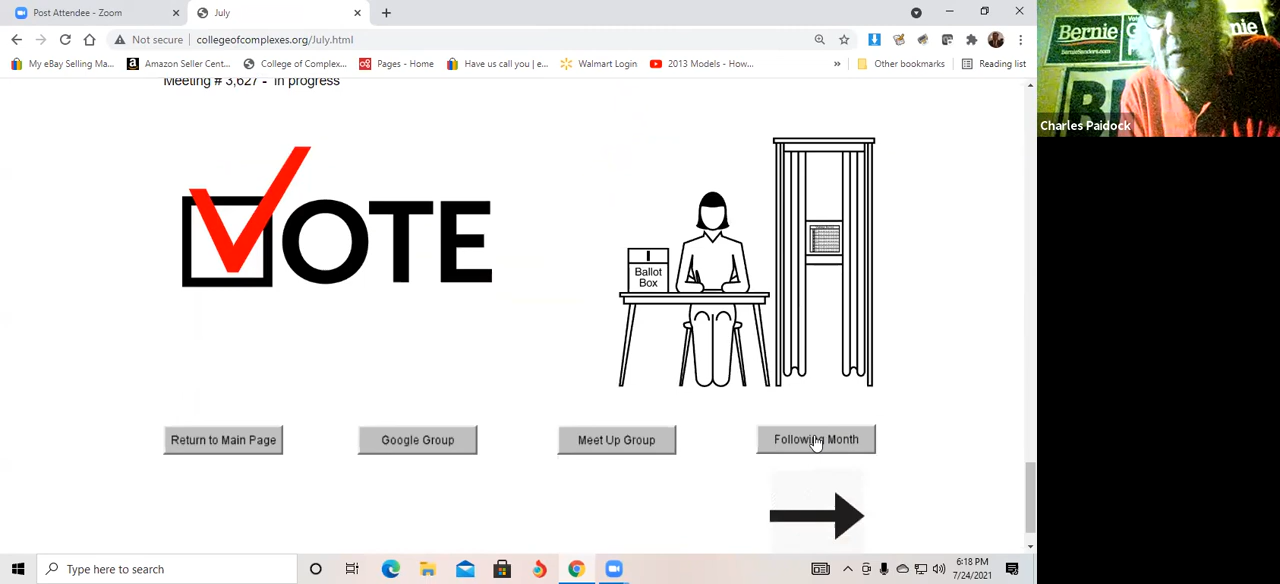 Post Attendee - Zoom
July
Not secure
collegeofcomplexes.org/July.html
My eBay Selling Ma...
Amazon Seller Cent...
College of Complex...
Pages - Home
Have us call you | e...
Walmart Login
2013 Models - How...
»
Other bookmarks
Reading list
Meeting # 3,627 - in progress
VOTE
Ballot
Box
Return to Main Page
Google Group
Meet Up Group
Following Month
Type here to search
6:18 PM
7/24/2021
Bernie
BernieSanders.com
nie
Charles Paidock